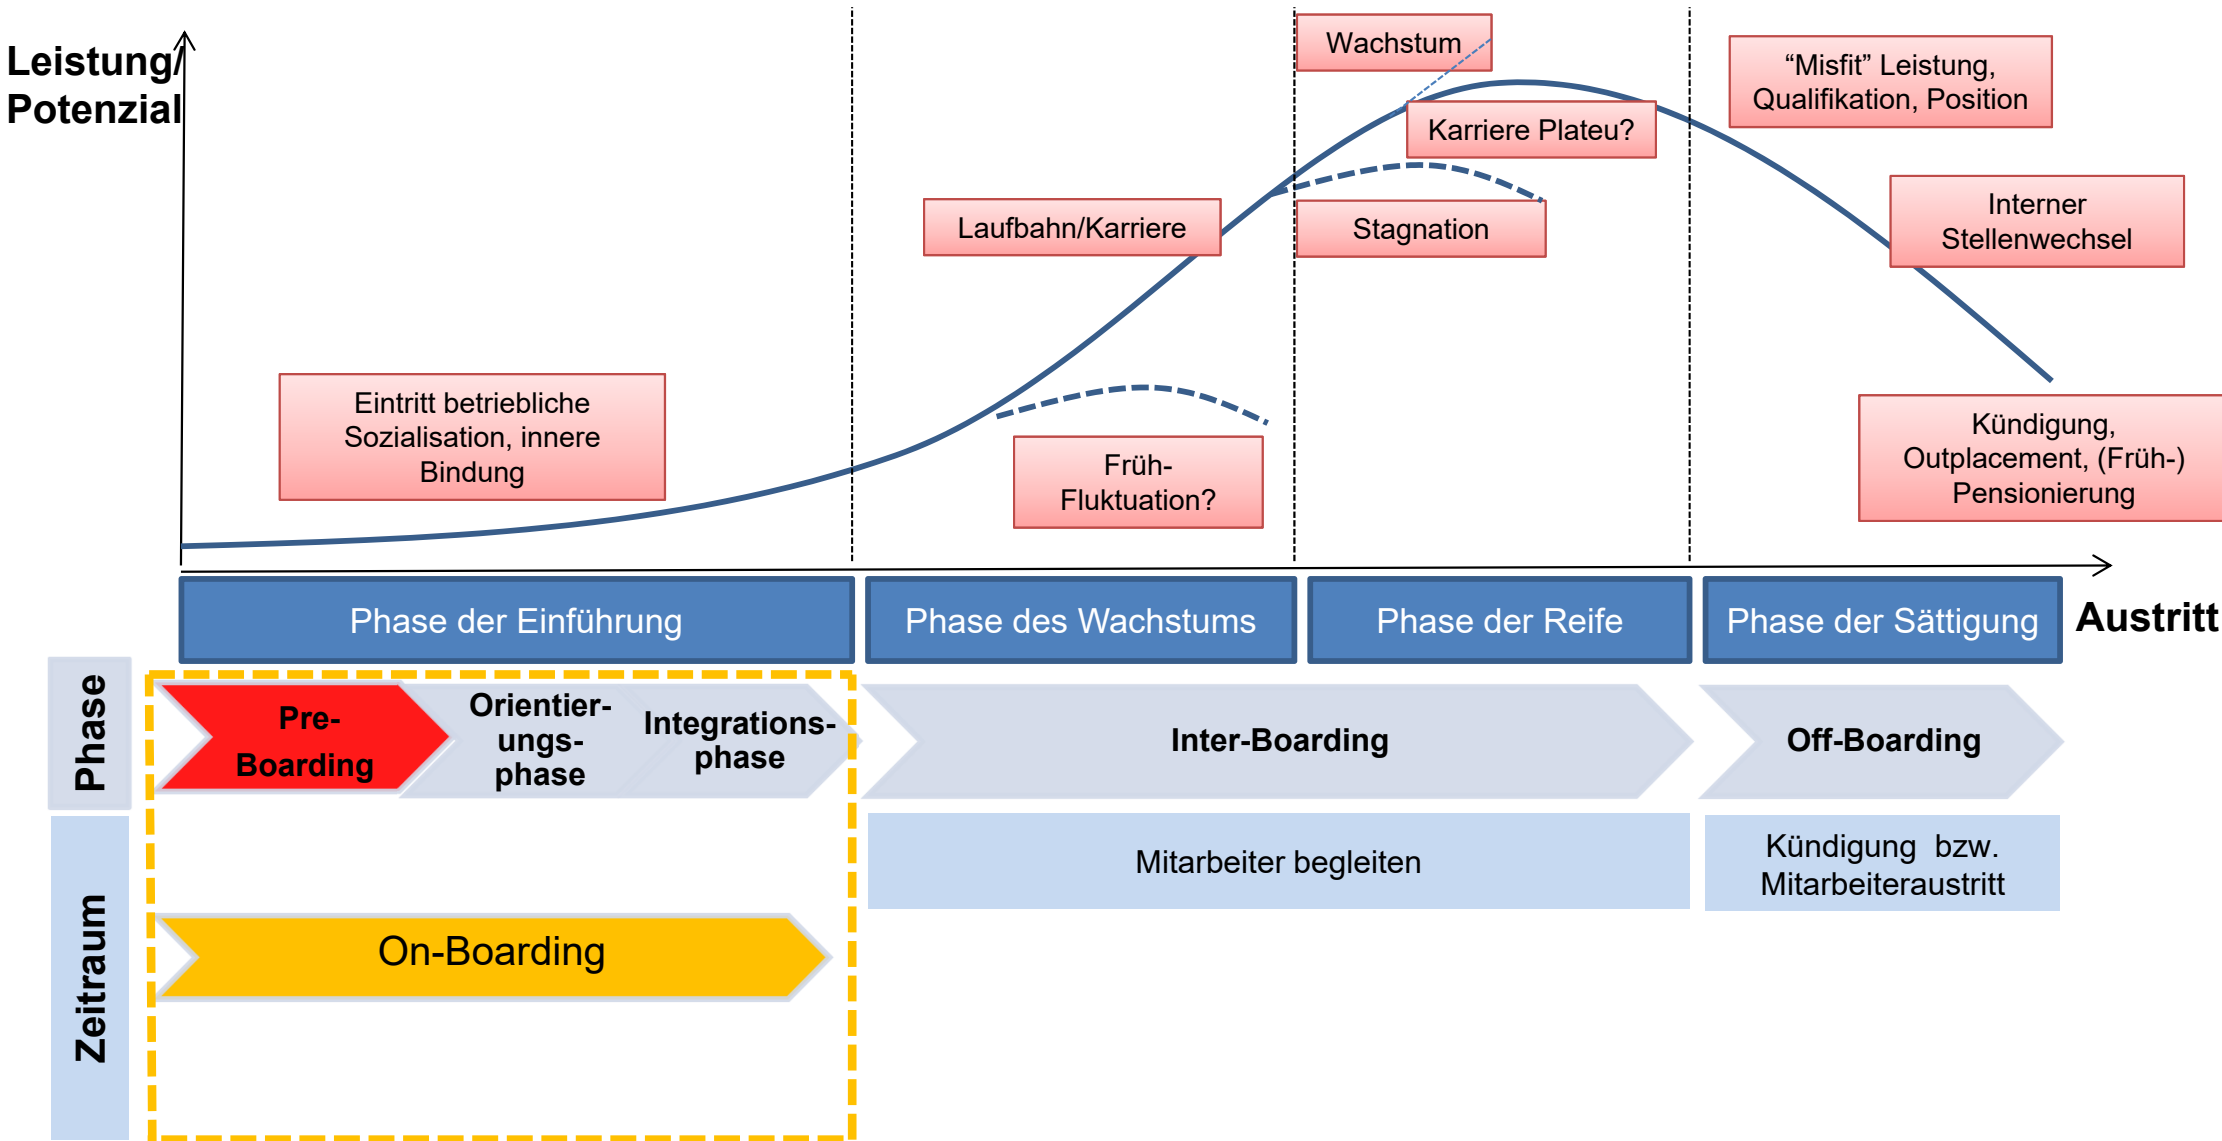 Leistung/
Potenzial
Wachstum
“Misfit” Leistung,
Qualifikation, Position
Karriere Plateu?
Interner
Stellenwechsel
Laufbahn/Karriere
Stagnation
Eintritt betriebliche
Sozialisation, innere
Bindung
Früh-
Fluktuation?
Kündigung,
Outplacement, (Früh-)
Pensionierung
Phase der Einführung
Phase des Wachstums
Phase der Reife
Phase der Sättigung
Austritt
Phase
Pre-
Boarding
Orientier-
ungs-
phase
Integrations-
phase
Inter-Boarding
Off-Boarding
Zeitraum
Mitarbeiter begleiten
Kündigung  bzw.
Mitarbeiteraustritt
On-Boarding